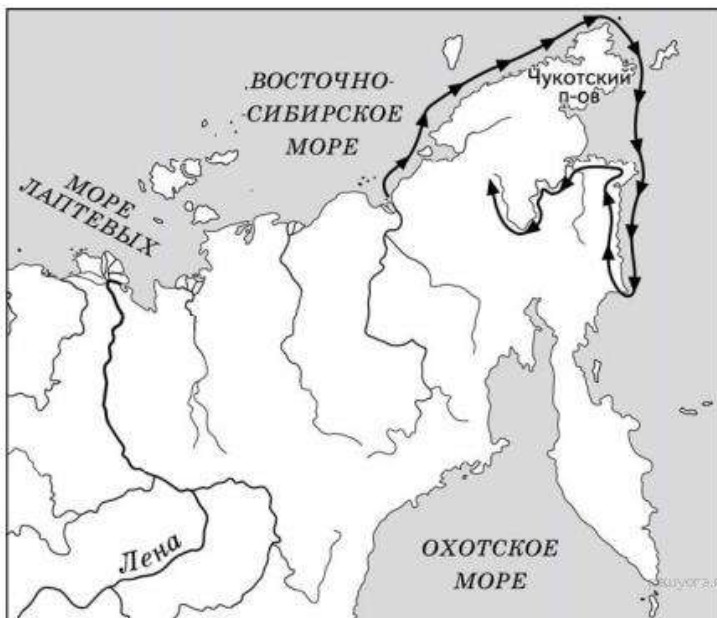 Чукотский
п-ов
ВОСТОЧНО-
СИБИРСКОЕ
МОРЕ
МОРЕ
ЛАПТЕВЫХ
Лена
ОХОТСКОЕ
МОРЕ